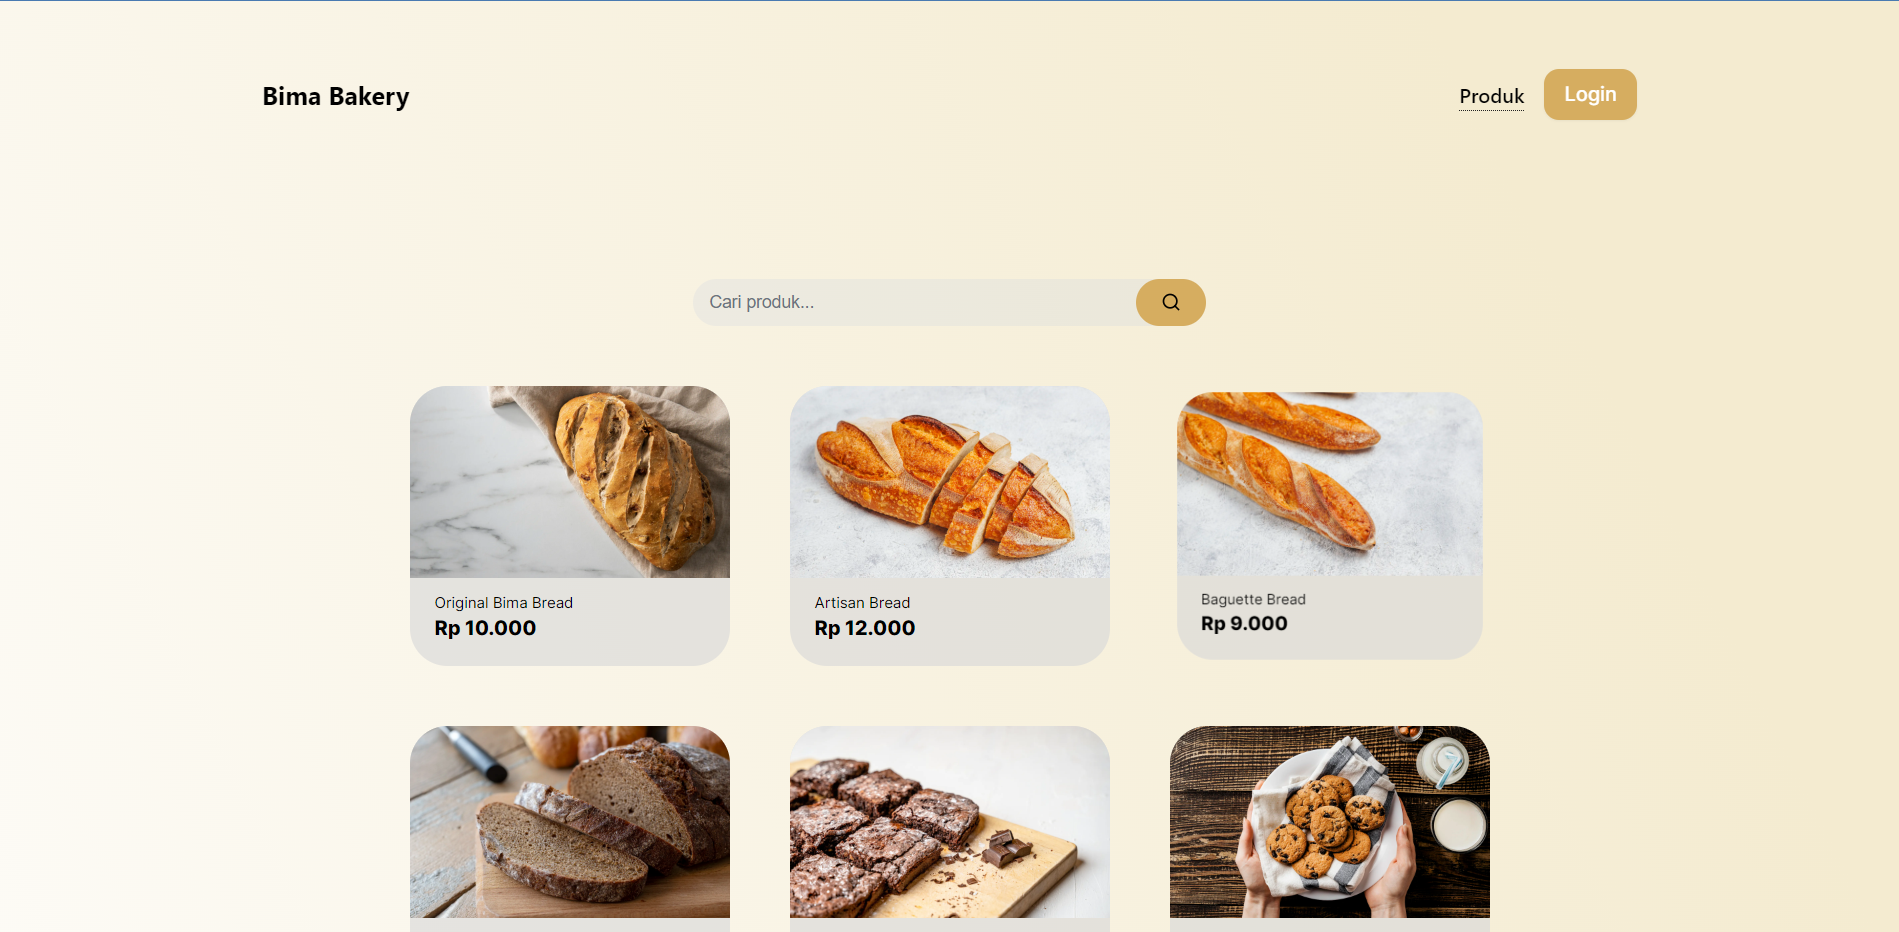 Bima Bakery
Produk
Login
Cari produk...
Original Bima Bread
Rp 10.000
Artisan Bread
Rp 12.000
Baguette Bread
Rp 9.000